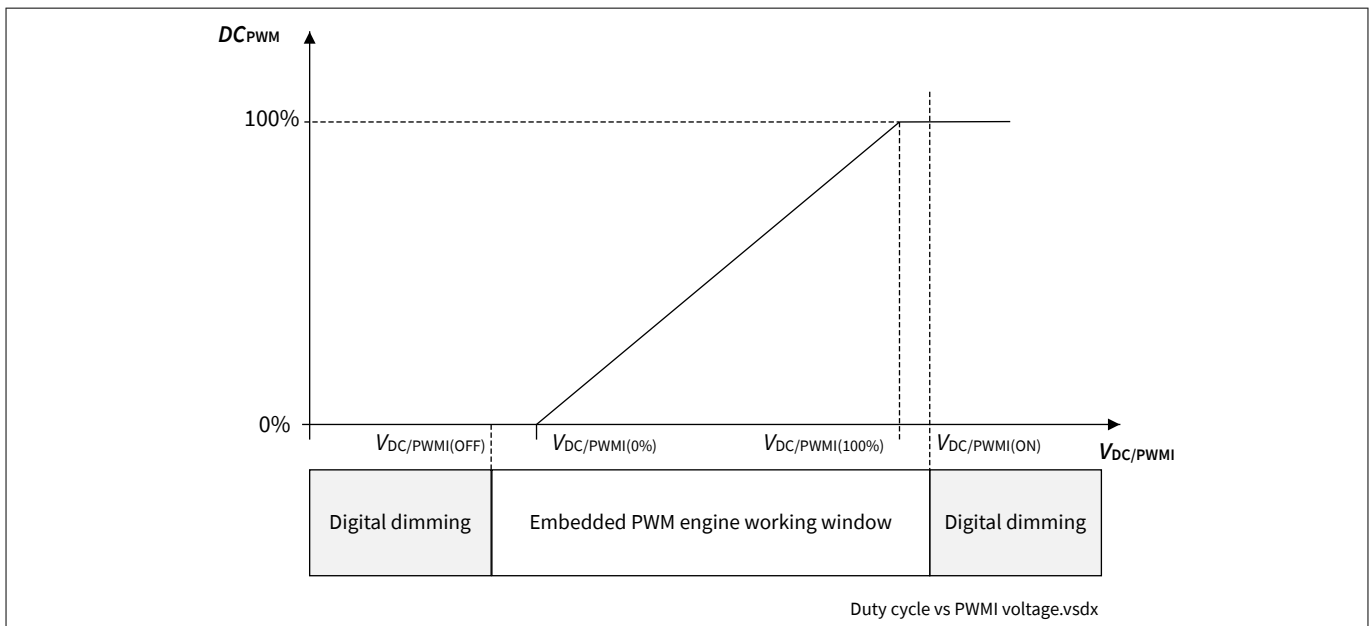 DCPWM
100%
0%
VDC/PWMI(OFF) VDC/PWMI(0%) VDC/PWMI(100%) VDC/PWMI(ON) VDC/PWMI
Digital dimming Embedded PWM engine working window Digital dimming
Duty cycle vs PWMI voltage.vsdx